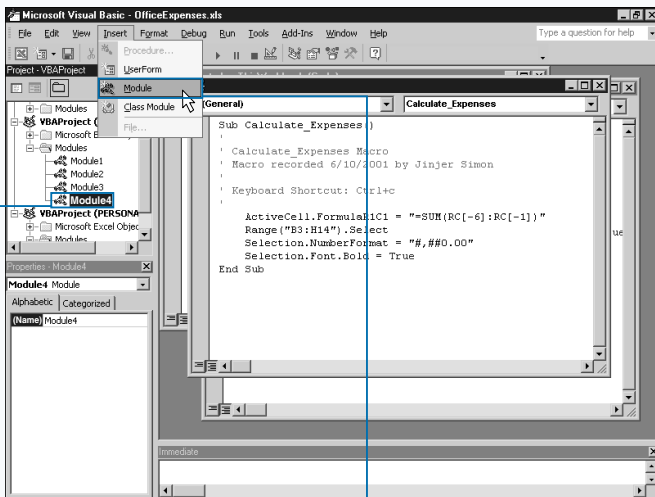 Microsoft Visual Basic - OfficeExpenses.xls
File Edit View Insert Format Debug Run Tools Add-Ins Window Help
Type a question for help
Procedure...
UserForm
Module
Class Module
File...
Project - VBAProject
Modules
VBAProject (
Microsoft E
Modules
Module1
Module2
Module3
Module4
VBAProject (PERSONA
Microsoft Excel Objec
Modules
Properties - Module4
Module4 Module
Alphabetic Categorized
(Name) Module4
(General) Calculate_Expenses
Sub Calculate_Expenses()
'
' Calculate_Expenses Macro
' Macro recorded 6/10/2001 by Jinjer Simon
'
' Keyboard Shortcut: Ctrl+c
'
ActiveCell.FormulaR1C1 = "=SUM(RC[-6]:RC[-1])"
Range("B3:H14").Select
Selection.NumberFormat = "#,##0.00"
Selection.Font.Bold = True
End Sub
ue
Immediate